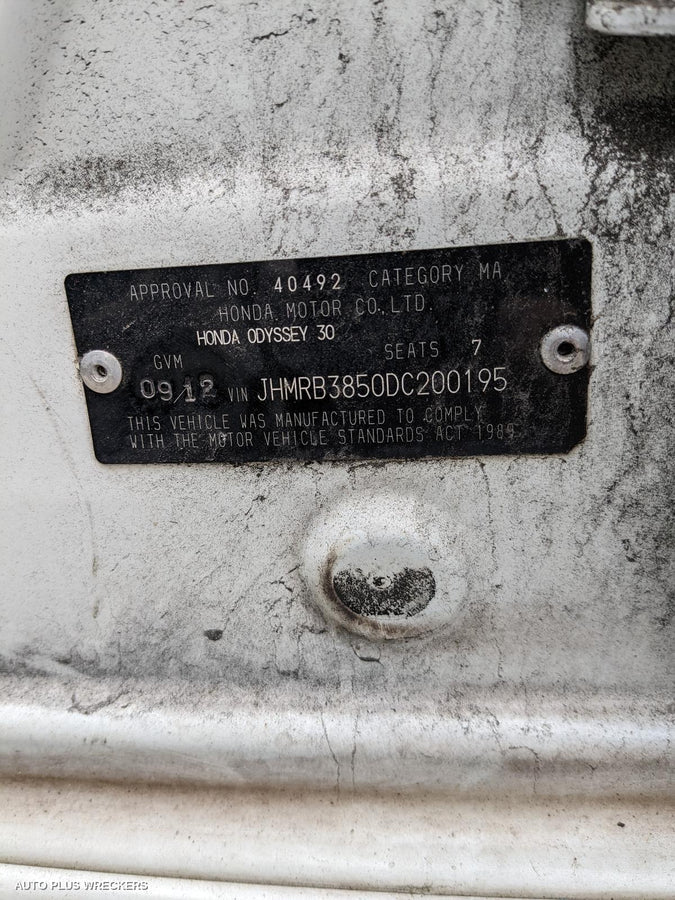 APPROVAL NO. 40492 CATEGORY MA
HONDA MOTOR CO.,LTD.
HONDA ODYSSEY 30
GVM SEATS 7
09/12 VIN JHMRB3850DC200195
THIS VEHICLE WAS MANUFACTURED TO COMPLY
WITH THE MOTOR VEHICLE STANDARDS ACT 1989
AUTO PLUS WRECKERS